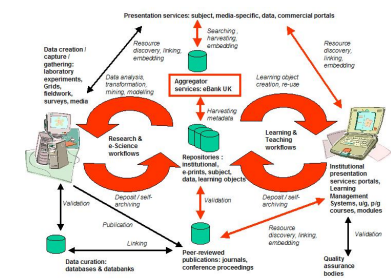 Presentation services: subject, media-specific, data, commercial portals
Data creation /
capture /
gathering:
laboratory
experiments,
Grids,
fieldwork,
surveys, media
Resource
discovery, linking,
embedding
Searching ,
harvesting,
embedding
Resource
discovery, linking,
embedding
Data analysis,
transformation,
mining, modelling
Aggregator
services: eBank UK
Learning object
creation, re-use
Harvesting
metadata
Research &
e-Science
workflows
Learning &
Teaching
workflows
Repositories :
institutional,
e-prints, subject,
data, learning objects
Institutional
presentation
services: portals,
Learning
Management
Systems, u/g, p/g
courses, modules
Deposit / self-
archiving
Deposit / self-
archiving
Validation
Publication
Validation
Resource
discovery, linking,
embedding
Validation
Linking
Data curation:
databases & databanks
Peer-reviewed
publications: journals,
conference proceedings
Quality
assurance
bodies